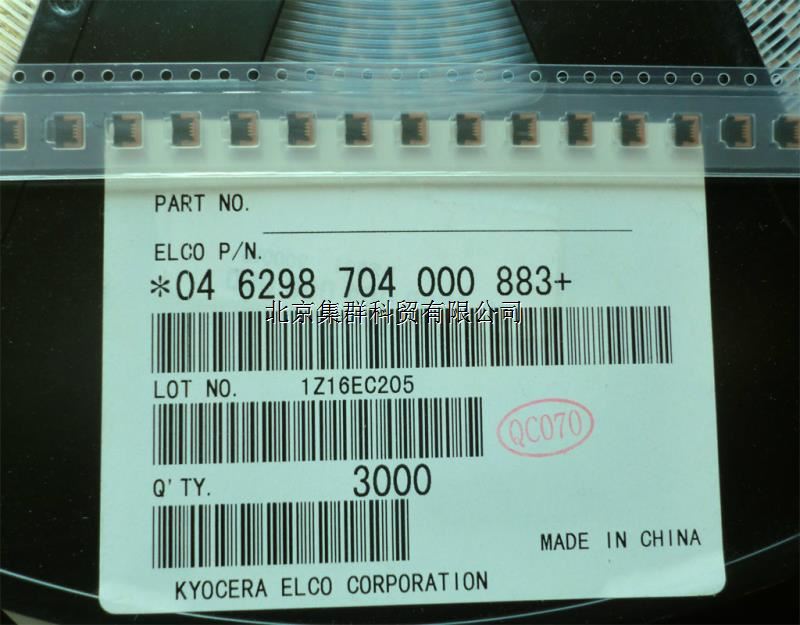 PART NO.
ELCO P/N.
*04 6298 704 000 883+
北京集群科贸有限公司
LOT NO. 1Z16EC205
QC070
Q'TY. 3000
MADE IN CHINA
KYOCERA ELCO CORPORATION